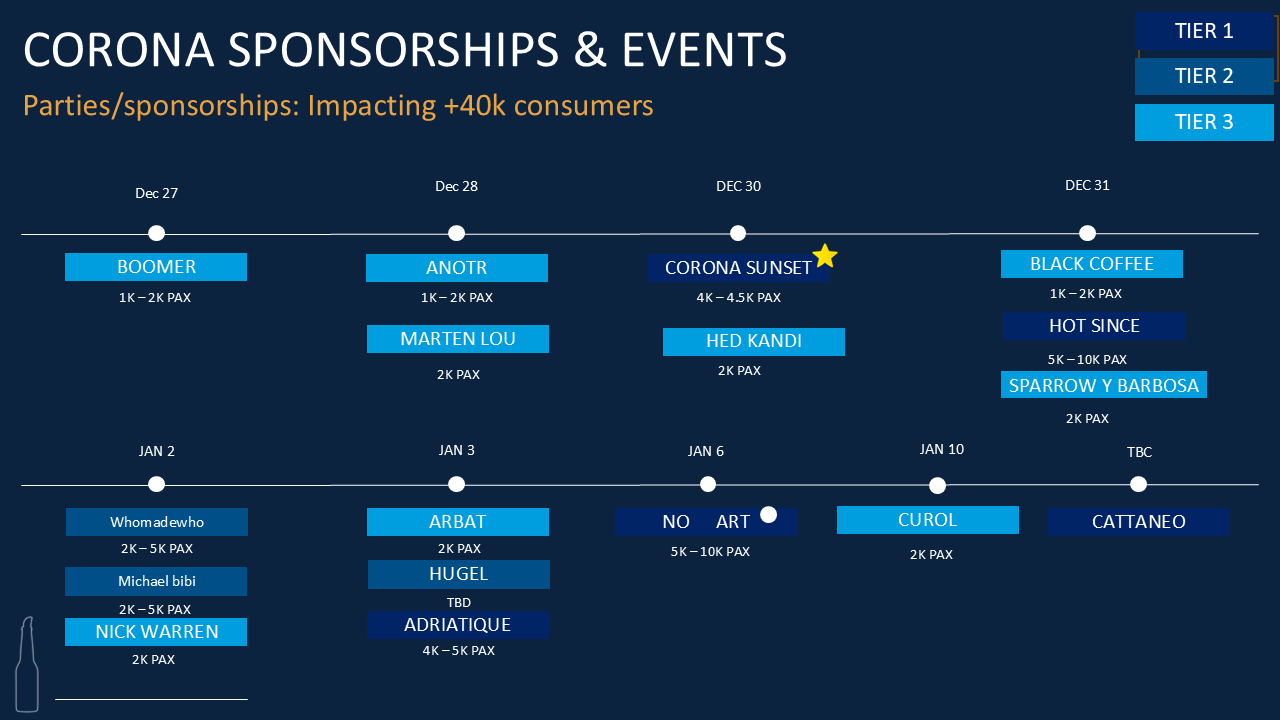 CORONA SPONSORSHIPS & EVENTS
Parties/sponsorships: Impacting +40k consumers
TIER 1
TIER 2
TIER 3
Dec 27
BOOMER
1K – 2K PAX
Dec 28
ANOTR
1K – 2K PAX
MARTEN LOU
2K PAX
DEC 30
CORONA SUNSET
4K – 4.5K PAX
HED KANDI
2K PAX
DEC 31
BLACK COFFEE
1K – 2K PAX
HOT SINCE
5K – 10K PAX
SPARROW Y BARBOSA
2K PAX
JAN 2
Whomadewho
2K – 5K PAX
Michael bibi
2K – 5K PAX
NICK WARREN
2K PAX
JAN 3
ARBAT
2K PAX
HUGEL
TBD
ADRIATIQUE
4K – 5K PAX
JAN 6
NO ART
5K – 10K PAX
JAN 10
CUROL
2K PAX
TBC
CATTANEO